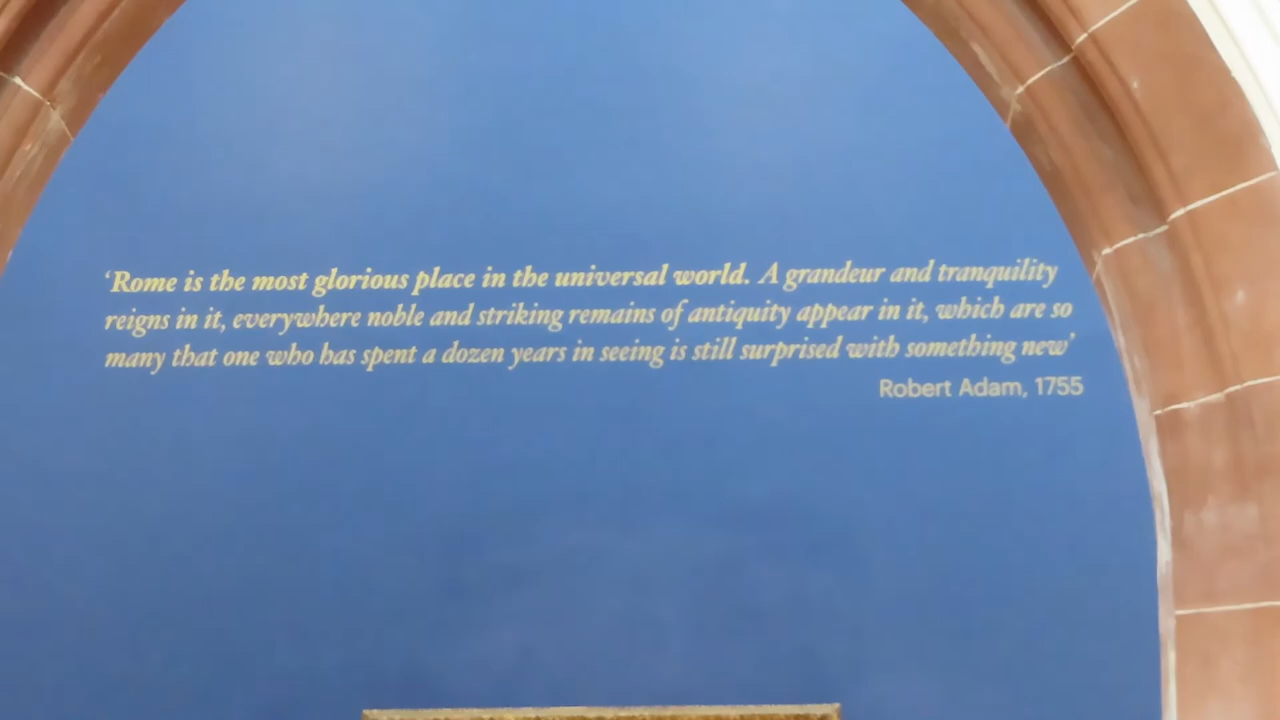 ‘Rome is the most glorious place in the universal world. A grandeur and tranquility
reigns in it, everywhere noble and striking remains of antiquity appear in it, which are so
many that one who has spent a dozen years in seeing is still surprised with something new’
Robert Adam, 1755